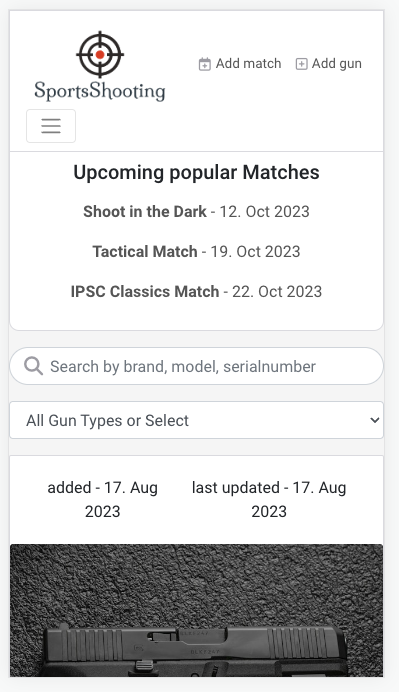 SportsShooting
Add match
Add gun
Upcoming popular Matches
Shoot in the Dark - 12. Oct 2023
Tactical Match - 19. Oct 2023
IPSC Classics Match - 22. Oct 2023
Search by brand, model, serialnumber
All Gun Types or Select
added - 17. Aug
2023
last updated - 17. Aug
2023